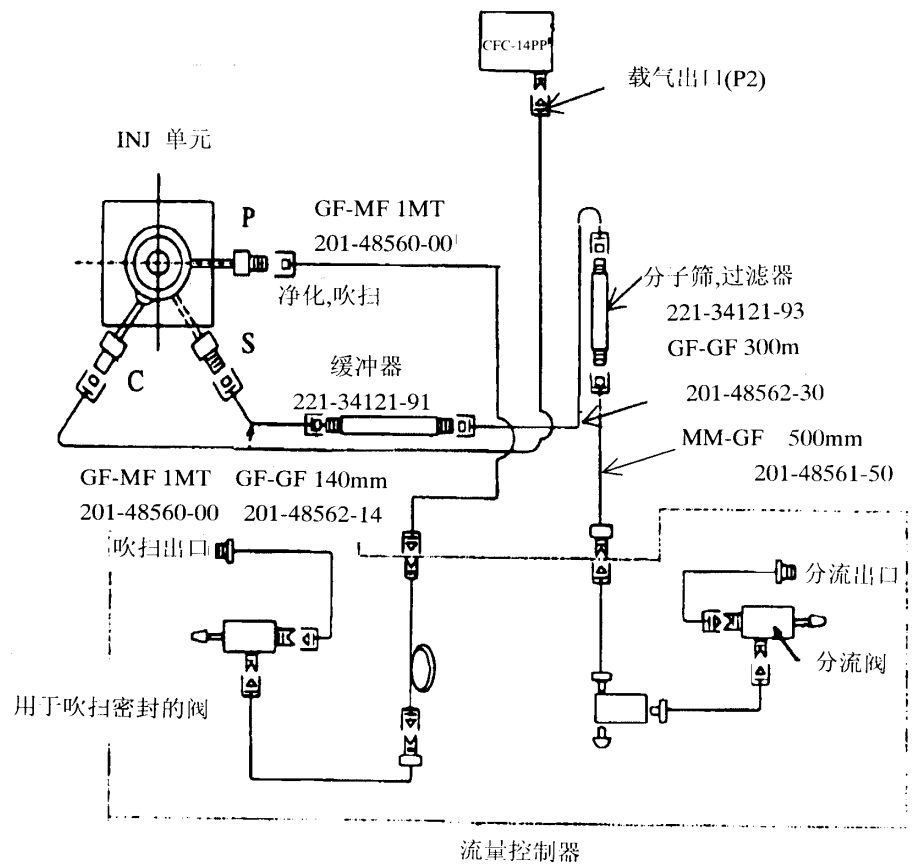 CFC-14PP
载气出口(P2)
INJ 单元
P
GF-MF 1MT
201-48560-00
净化,吹扫
分子筛,过滤器
221-34121-93
GF-GF 300m
S
C
缓冲器
221-34121-91
201-48562-30
MM-GF 500mm
201-48561-50
GF-MF 1MT GF-GF 140mm
201-48560-00 201-48562-14
吹扫出口
分流出口
分流阀
用于吹扫密封的阀
流量控制器